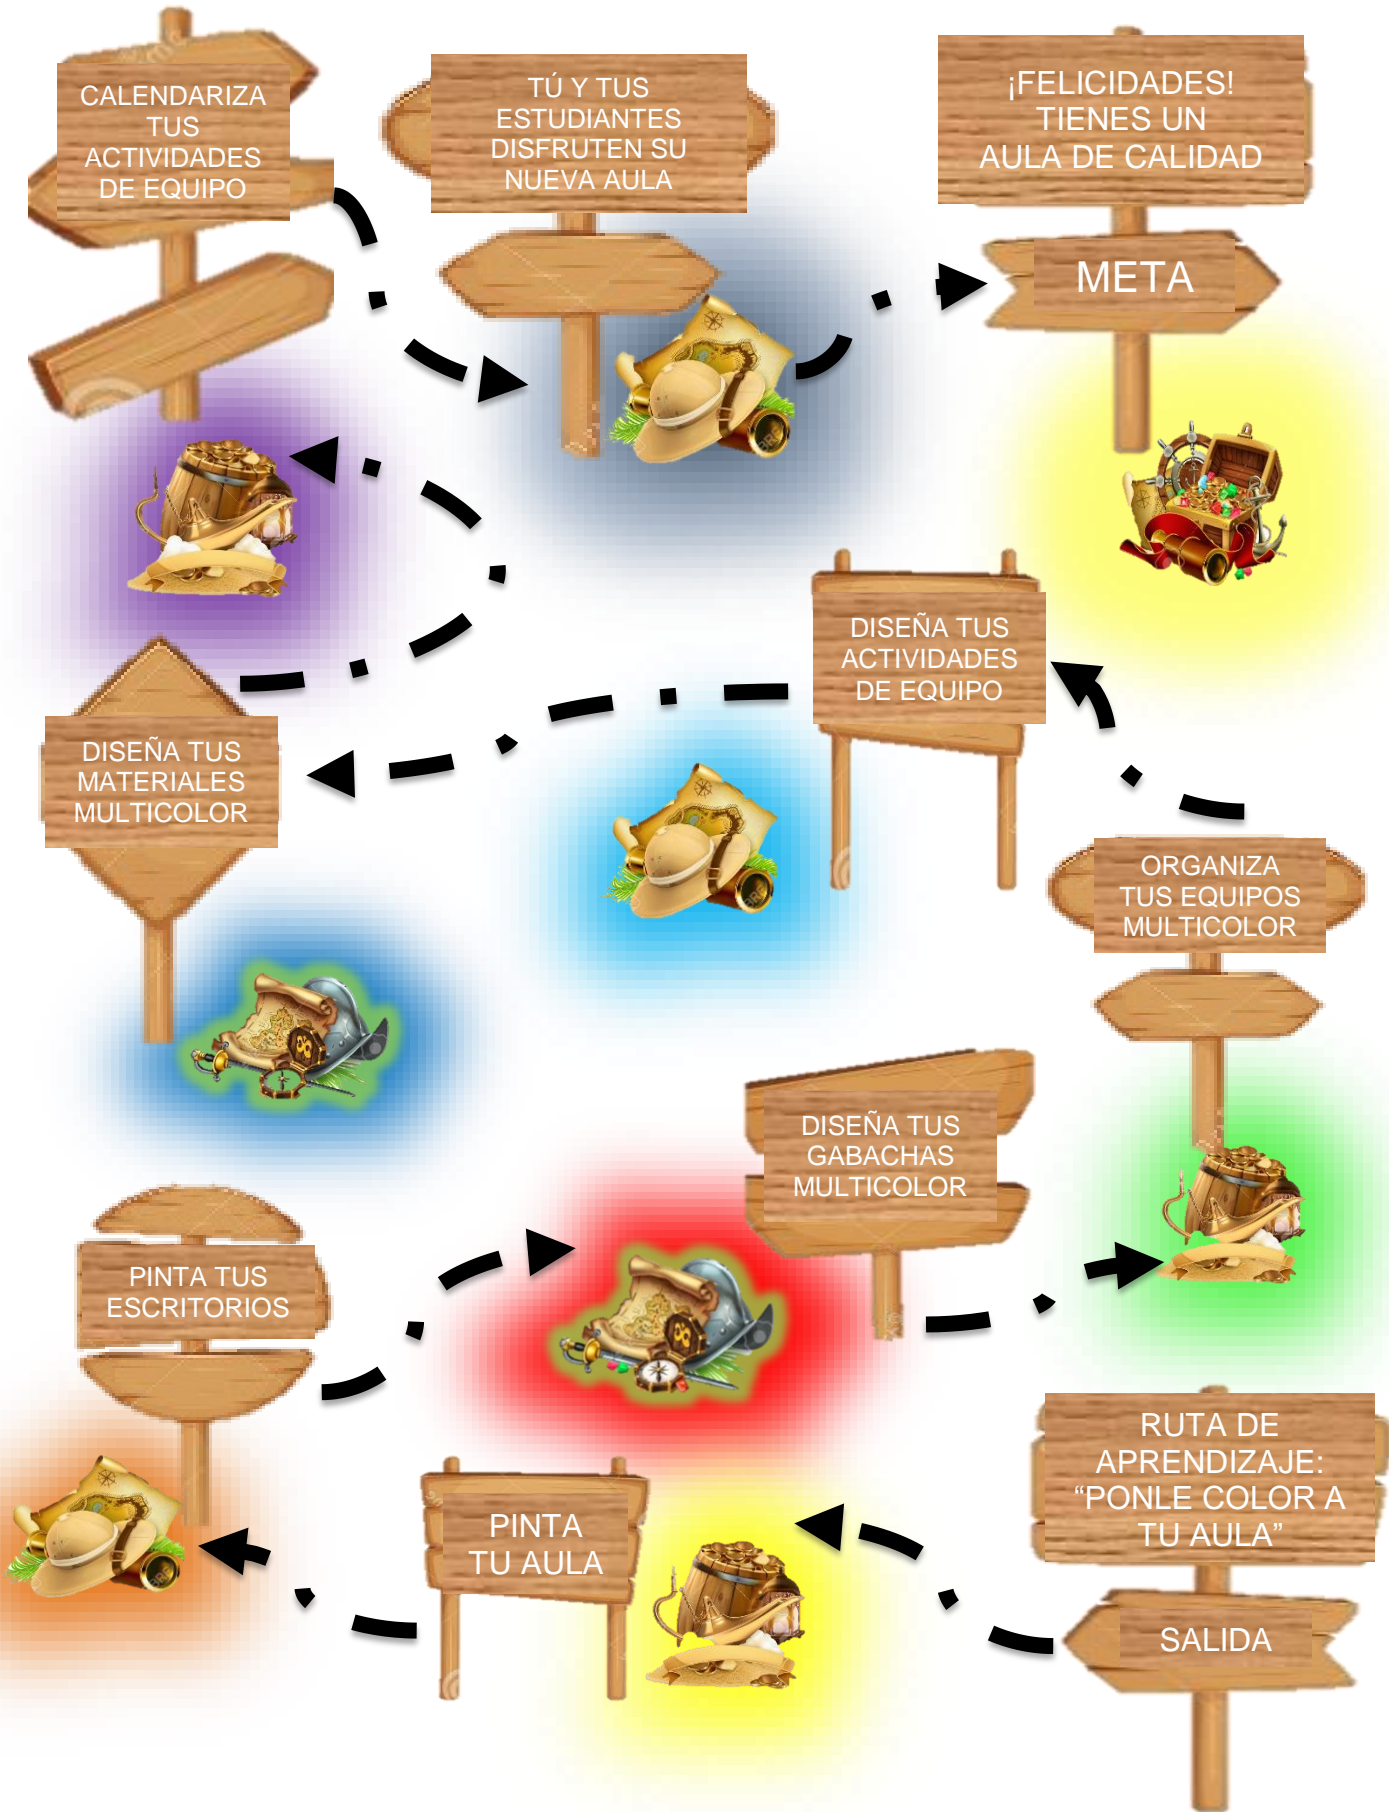 CALENDARIZA
TUS
ACTIVIDADES
DE EQUIPO
TÚ Y TUS
ESTUDIANTES
DISFRUTEN SU
NUEVA AULA
¡FELICIDADES!
TIENES UN
AULA DE CALIDAD
META
DISEÑA TUS
ACTIVIDADES
DE EQUIPO
DISEÑA TUS
MATERIALES
MULTICOLOR
ORGANIZA
TUS EQUIPOS
MULTICOLOR
DISEÑA TUS
GABACHAS
MULTICOLOR
PINTA TUS
ESCRITORIOS
RUTA DE
APRENDIZAJE:
“PONLE COLOR A
TU AULA”
PINTA
TU AULA
SALIDA